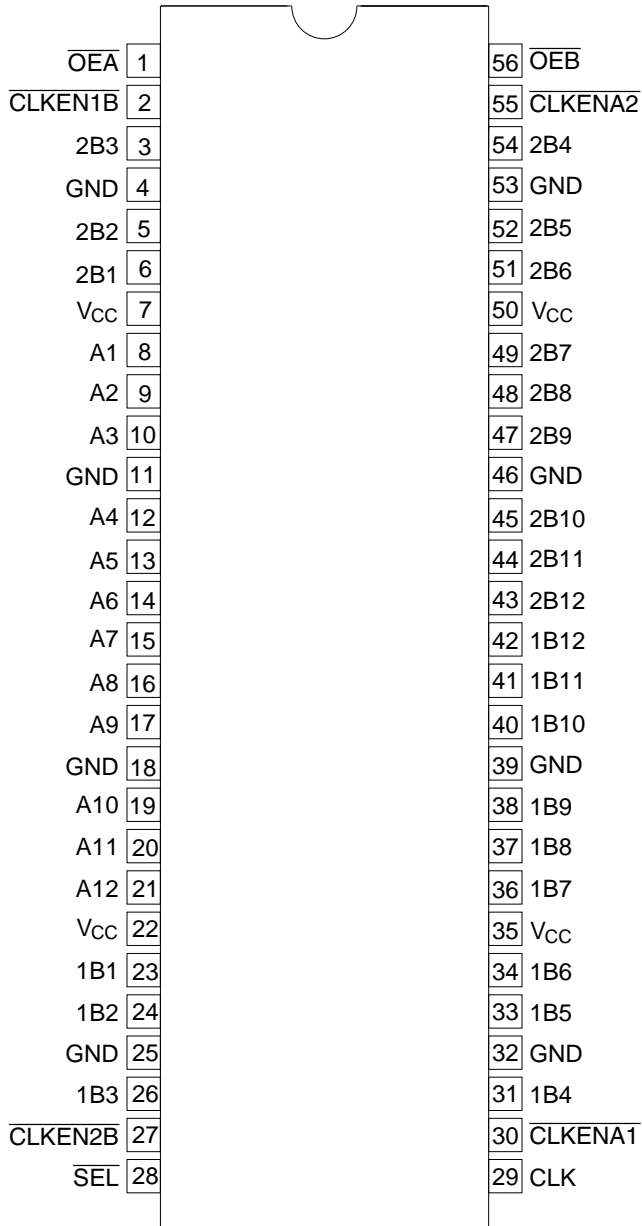 OEA 1 56 OEB
CLKEN1B 2 55 CLKENA2
2B3 3 54 2B4
GND 4 53 GND
2B2 5 52 2B5
2B1 6 51 2B6
VCC 7 50 VCC
A1 8 49 2B7
A2 9 48 2B8
A3 10 47 2B9
GND 11 46 GND
A4 12 45 2B10
A5 13 44 2B11
A6 14 43 2B12
A7 15 42 1B12
A8 16 41 1B11
A9 17 40 1B10
GND 18 39 GND
A10 19 38 1B9
A11 20 37 1B8
A12 21 36 1B7
VCC 22 35 VCC
1B1 23 34 1B6
1B2 24 33 1B5
GND 25 32 GND
1B3 26 31 1B4
CLKEN2B 27 30 CLKENA1
SEL 28 29 CLK